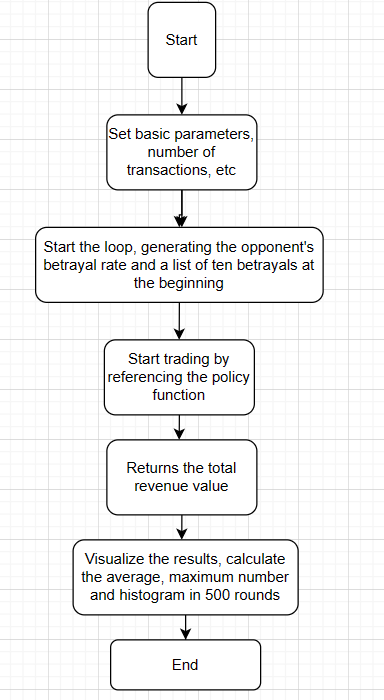 Start
Set basic parameters,
number of
transactions, etc
Start the loop, generating the opponent's
betrayal rate and a list of ten betrayals at
the beginning
Start trading by
referencing the policy
function
Returns the total
revenue value
Visualize the results, calculate
the average, maximum number
and histogram in 500 rounds
End